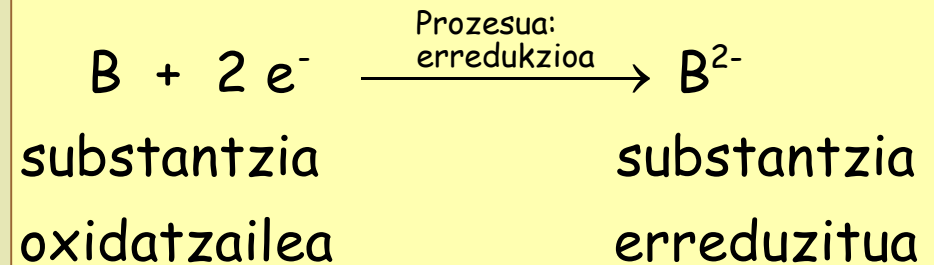 Prozesua:
erredukzioa
B + 2 e⁻ → B²⁻
substantzia substantzia
oxidatzailea erreduzitua